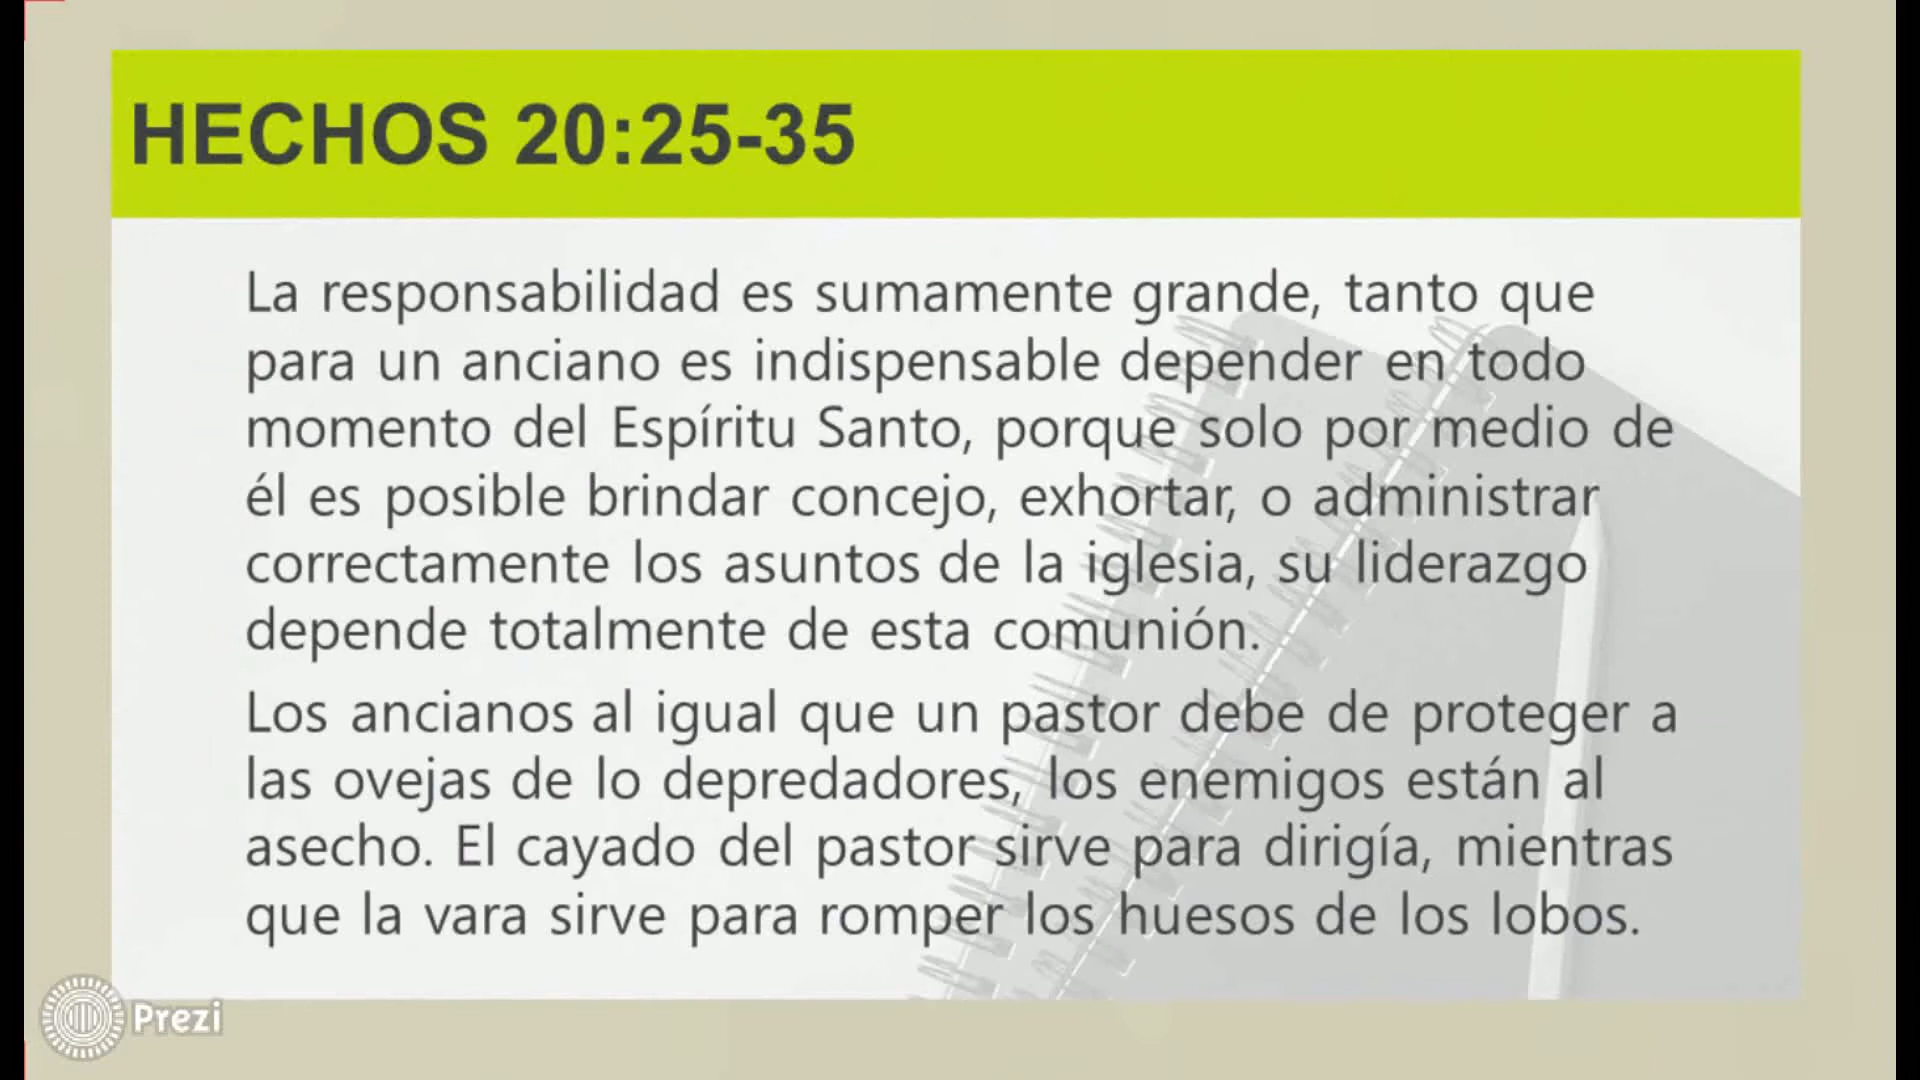 HECHOS 20:25-35
La responsabilidad es sumamente grande, tanto que
para un anciano es indispensable depender en todo
momento del Espíritu Santo, porque solo por medio de
él es posible brindar concejo, exhortar, o administrar
correctamente los asuntos de la iglesia, su liderazgo
depende totalmente de esta comunión.
Los ancianos al igual que un pastor debe de proteger a
las ovejas de lo depredadores, los enemigos están al
asecho. El cayado del pastor sirve para dirigía, mientras
que la vara sirve para romper los huesos de los lobos.
Prezi